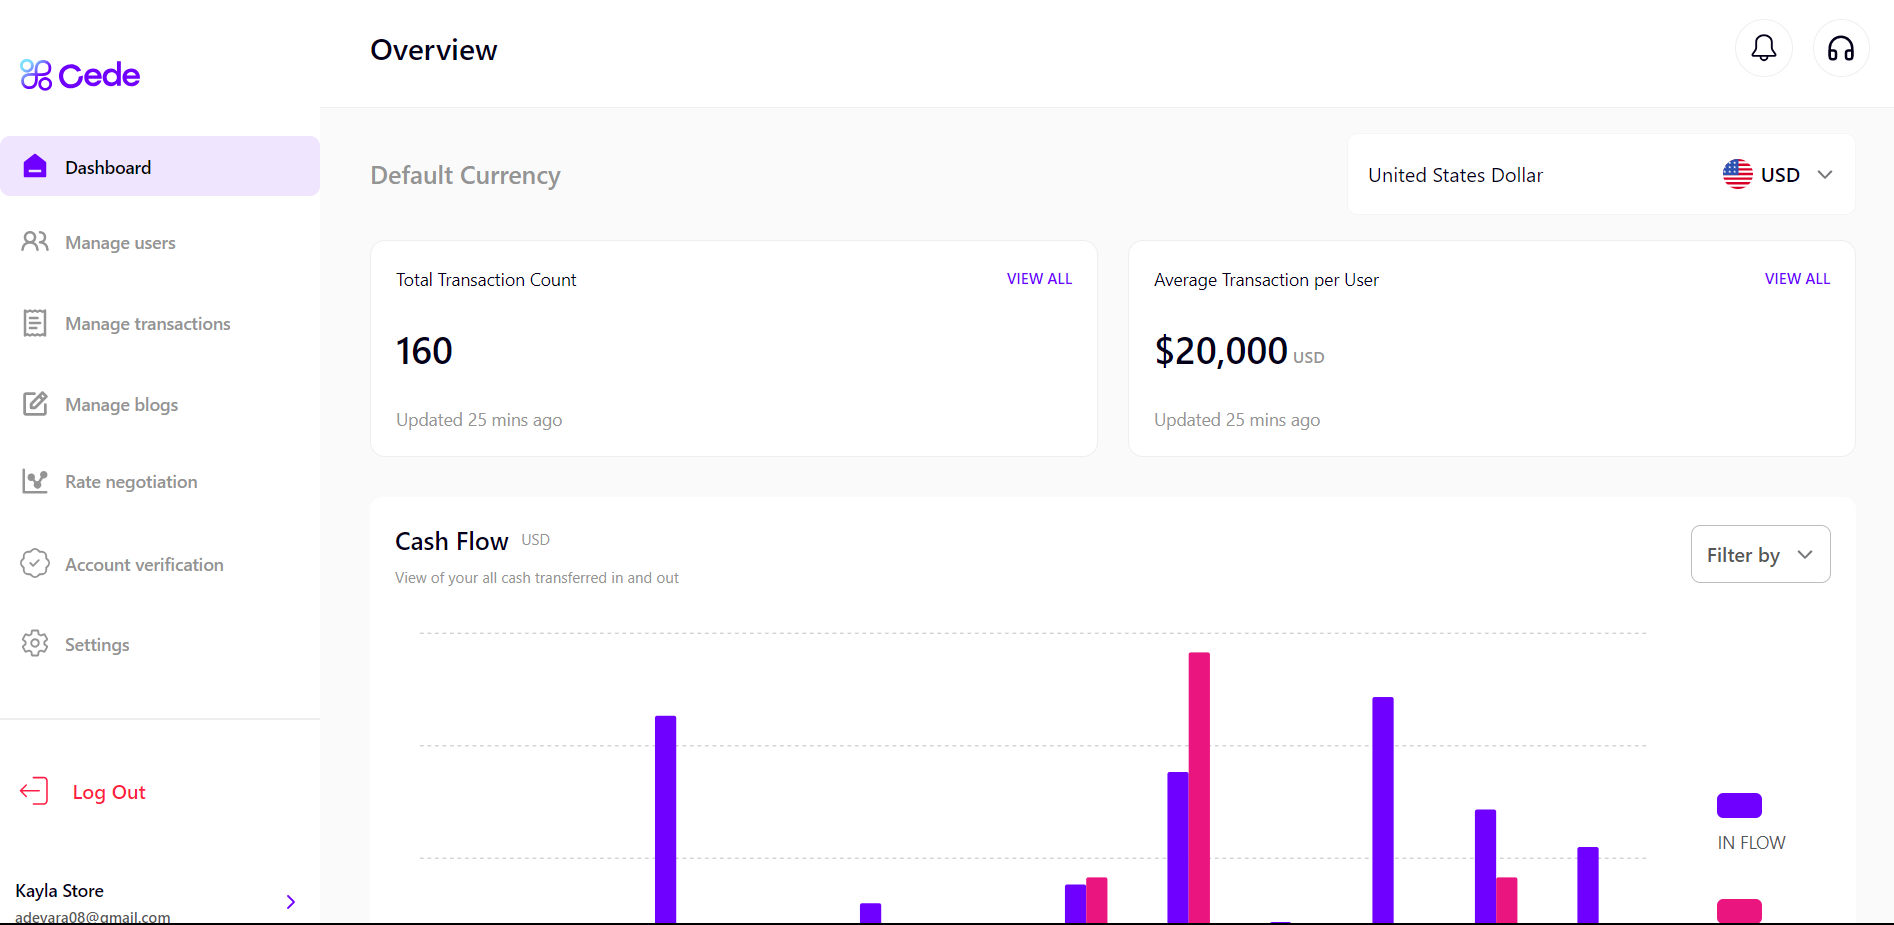 Cede
Dashboard
Manage users
Manage transactions
Manage blogs
Rate negotiation
Account verification
Settings
Log Out
Kayla Store
adeyara08@gmail.com
Overview
Default Currency
United States Dollar
USD
Total Transaction Count
VIEW ALL
160
Updated 25 mins ago
Average Transaction per User
VIEW ALL
$20,000 USD
Updated 25 mins ago
Cash Flow USD
View of your all cash transferred in and out
Filter by
IN FLOW